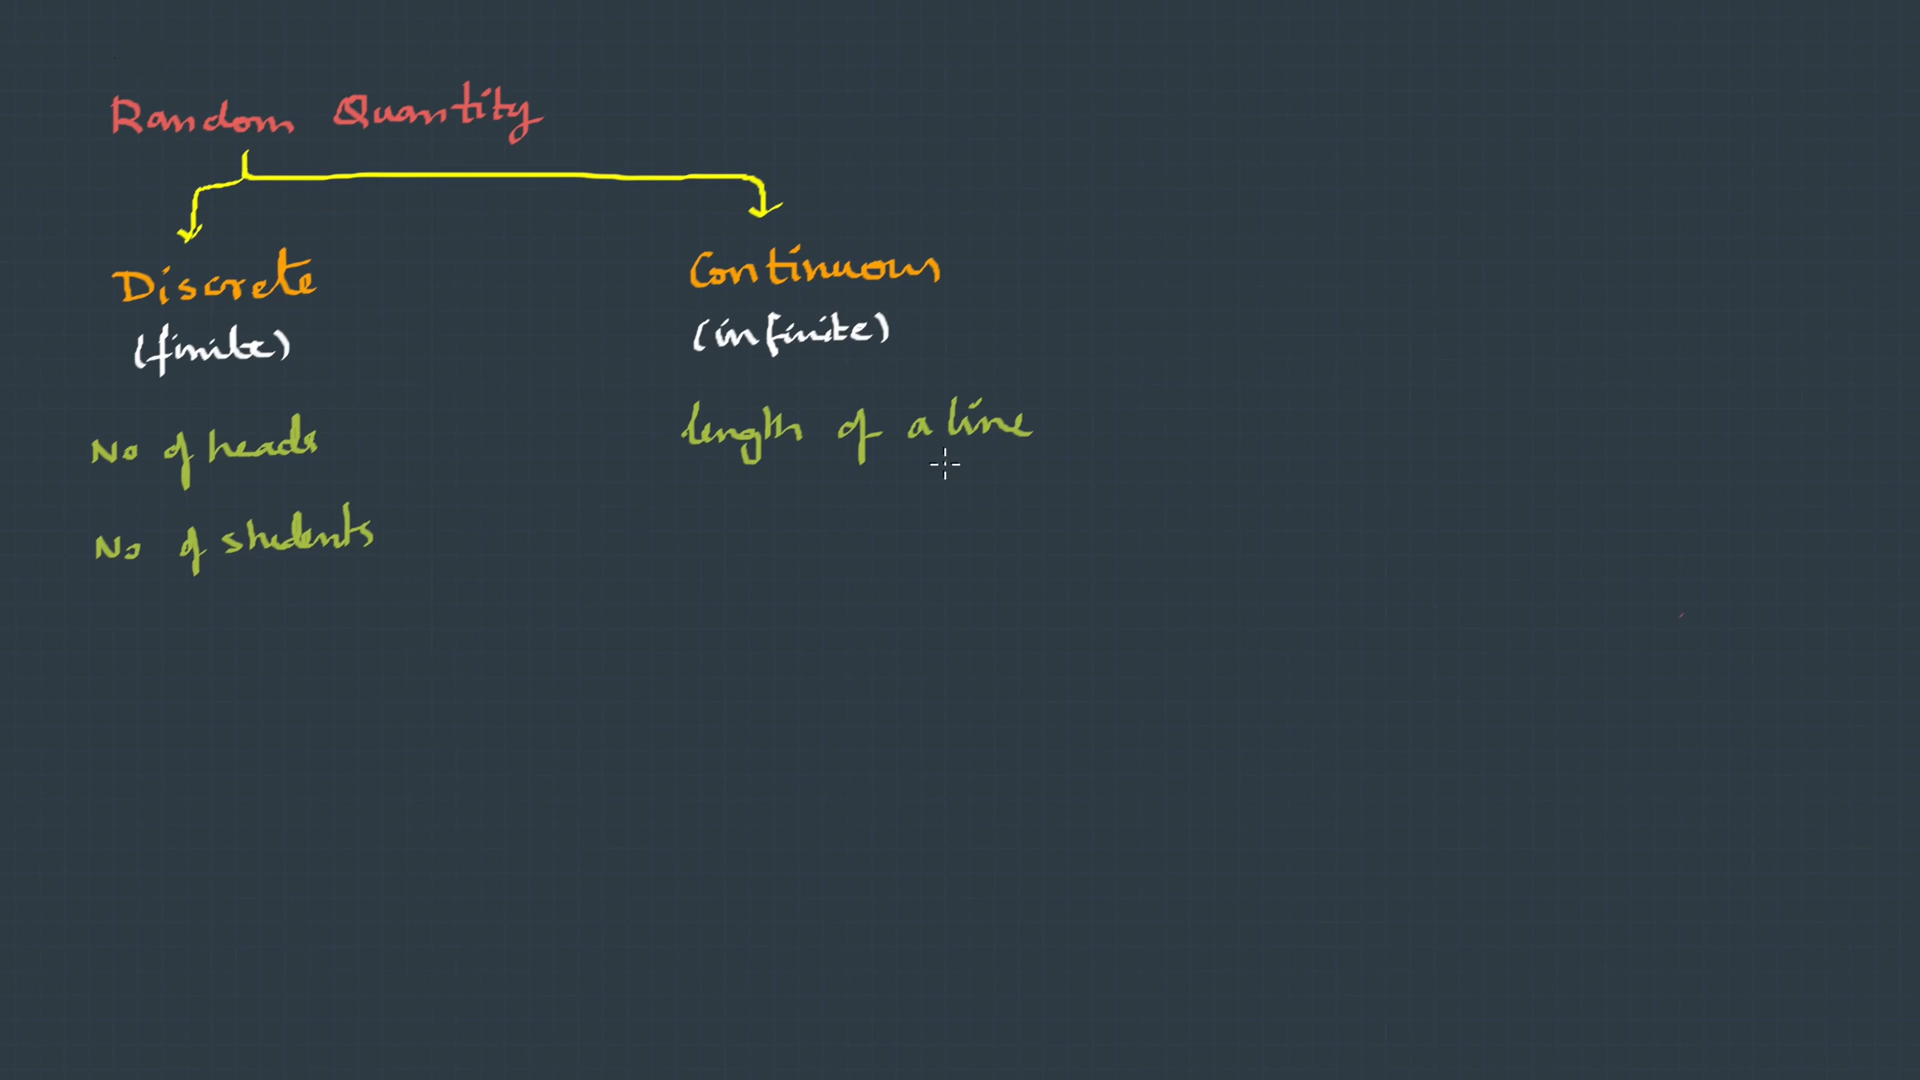 Random Quantity
Discrete
(finite)
No of heads
No of students
Continuous
(infinite)
length of a line